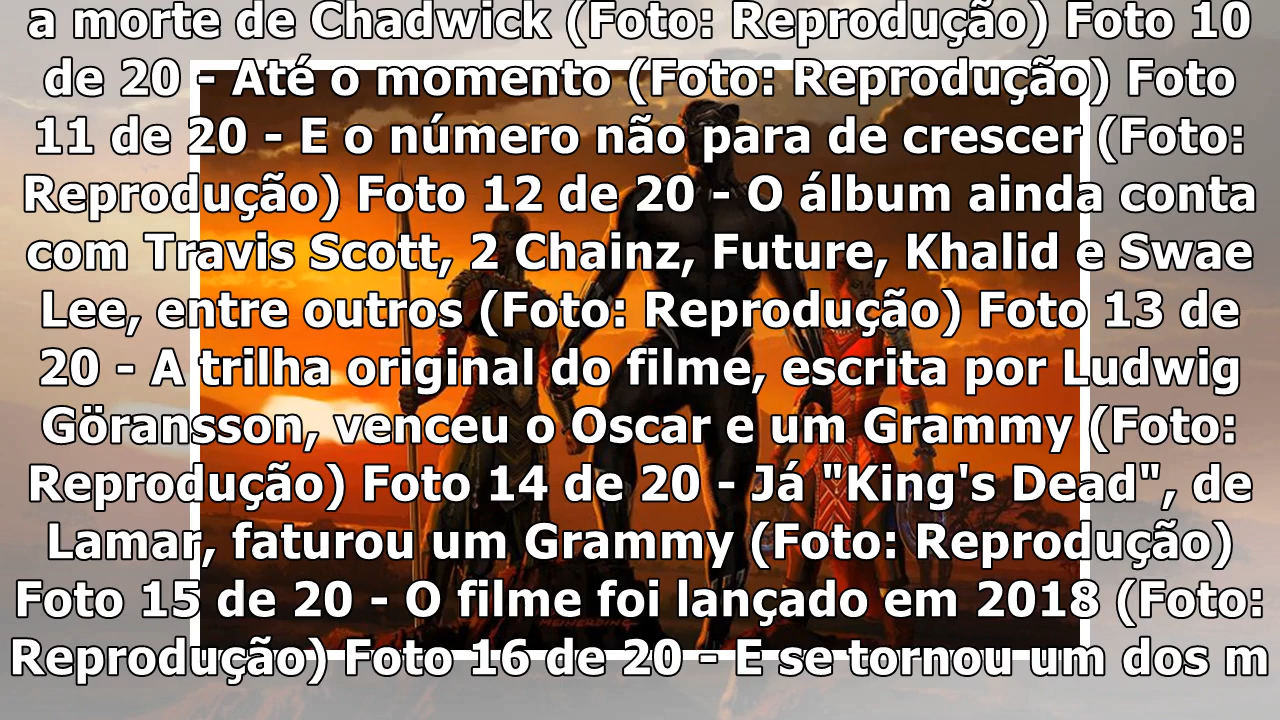 a morte de Chadwick (Foto: Reprodução) Foto 10
de 20 - Até o momento (Foto: Reprodução) Foto
11 de 20 - E o número não para de crescer (Foto:
Reprodução) Foto 12 de 20 - O álbum ainda conta
com Travis Scott, 2 Chainz, Future, Khalid e Swae
Lee, entre outros (Foto: Reprodução) Foto 13 de
20 - A trilha original do filme, escrita por Ludwig
Göransson, venceu o Oscar e um Grammy (Foto:
Reprodução) Foto 14 de 20 - Já "King's Dead", de
Lamar, faturou um Grammy (Foto: Reprodução)
Foto 15 de 20 - O filme foi lançado em 2018 (Foto:
MEINERDING
Reprodução) Foto 16 de 20 - E se tornou um dos m